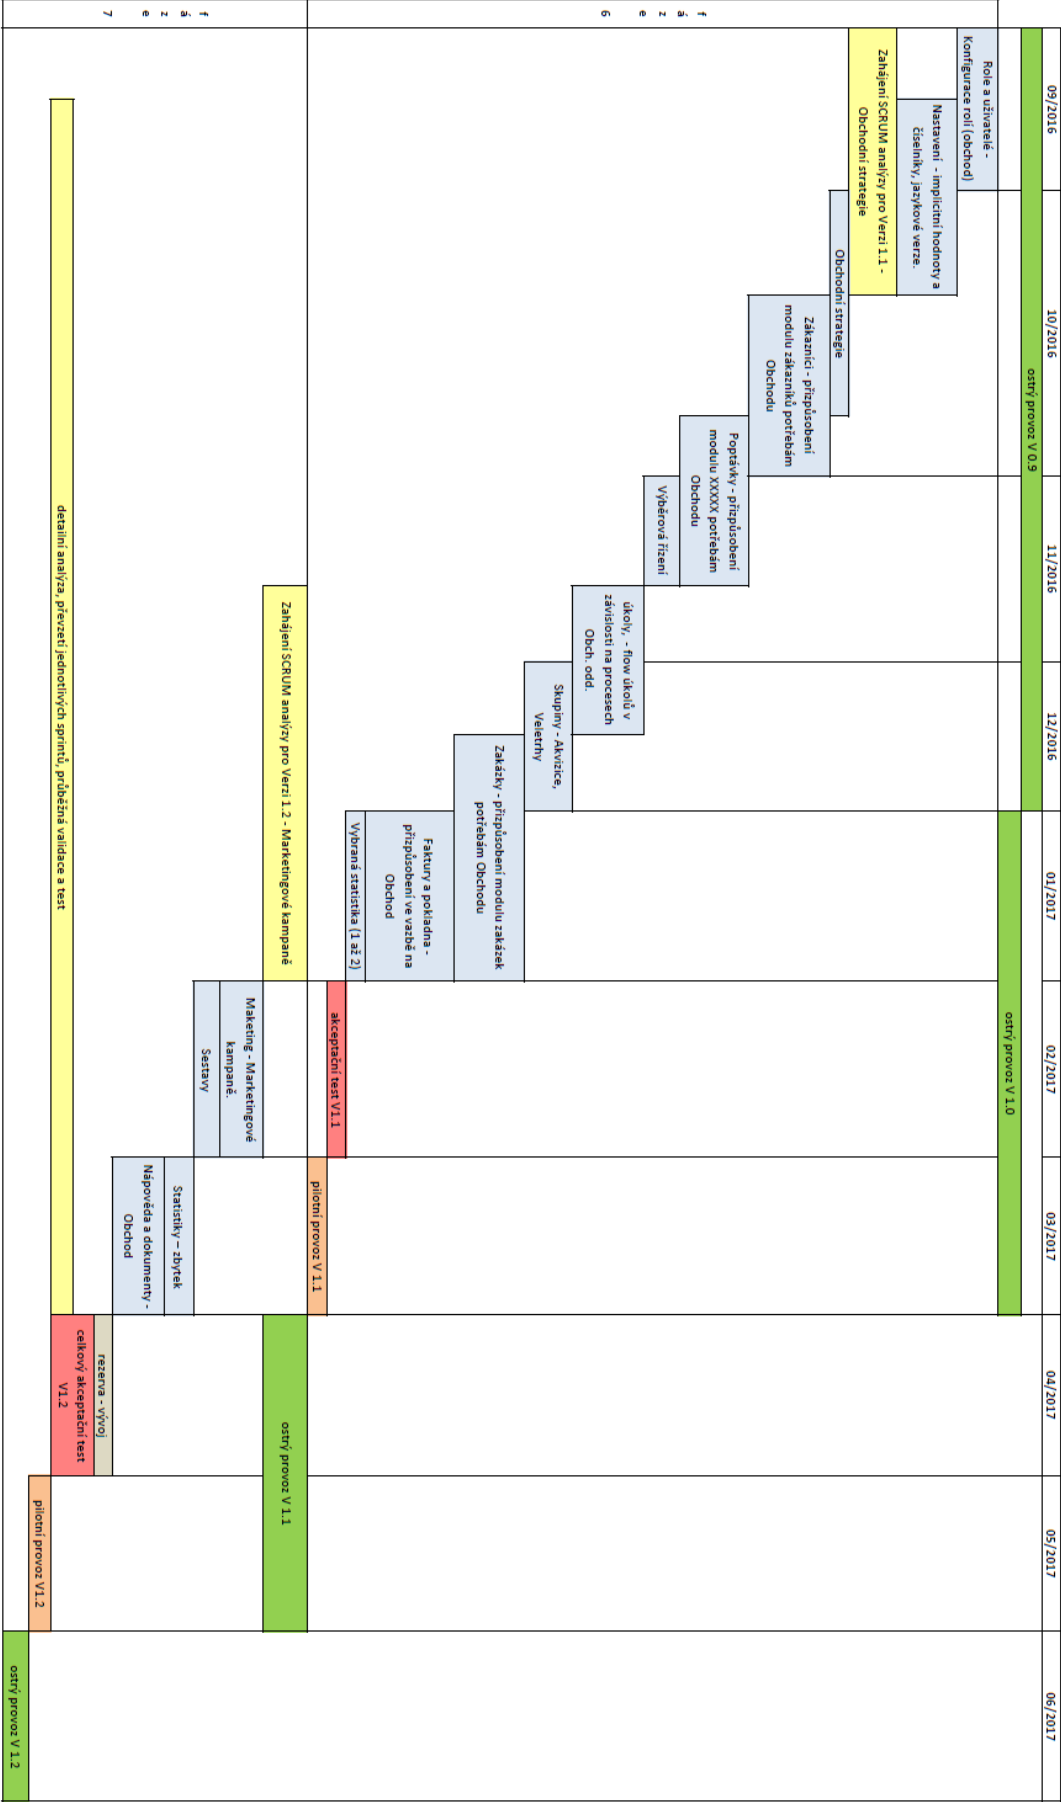 09/2016
10/2016
11/2016
12/2016
01/2017
02/2017
03/2017
04/2017
05/2017
06/2017
ostrý provoz V 0.9
ostrý provoz V 1.0
f
á
z
e
6
Role a uživatelé -
Konfigurace rolí (obchod)
Nastavení - implicitní hodnoty a
číselníky, jazykové verze.
Zahájení SCRUM analýzy pro Verzi 1.1 -
Obchodní strategie
Obchodní strategie
Zákazníci - přizpůsobení
modulu zákazníků potřebám
Obchodu
Poptávky - přizpůsobení
modulu XXXXX potřebám
Obchodu
Výběrová řízení
úkoly, - flow úkolů v
závislosti na procesech
Obch. odd.
Skupiny - Akvizice,
Veletrhy
Zakázky - přizpůsobení modulu zakázek
potřebám Obchodu
Faktury a pokladna -
přizpůsobení ve vazbě na
Obchod
Vybraná statistika (1 až 2)
akceptační test V1.1
pilotní provoz V 1.1
f
á
z
e
7
Zahájení SCRUM analýzy pro Verzi 1.2 - Marketingové kampaně
ostrý provoz V 1.1
Maketing - Marketingové
kampaně.
Sestavy
Statistiky – zbytek
Nápověda a dokumenty -
Obchod
rezerva - vývoj
detailní analýza, převzetí jednotlivých sprintů, průběžná validace a test
celkový akceptační test
V1.2
pilotní provoz V1.2
ostrý provoz V 1.2